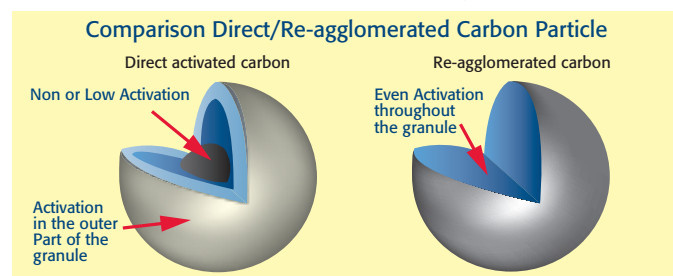 Comparison Direct/Re-agglomerated Carbon Particle
Direct activated carbon
Non or Low Activation
Activation
in the outer
Part of the
granule
Re-agglomerated carbon
Even Activation
throughout
the granule